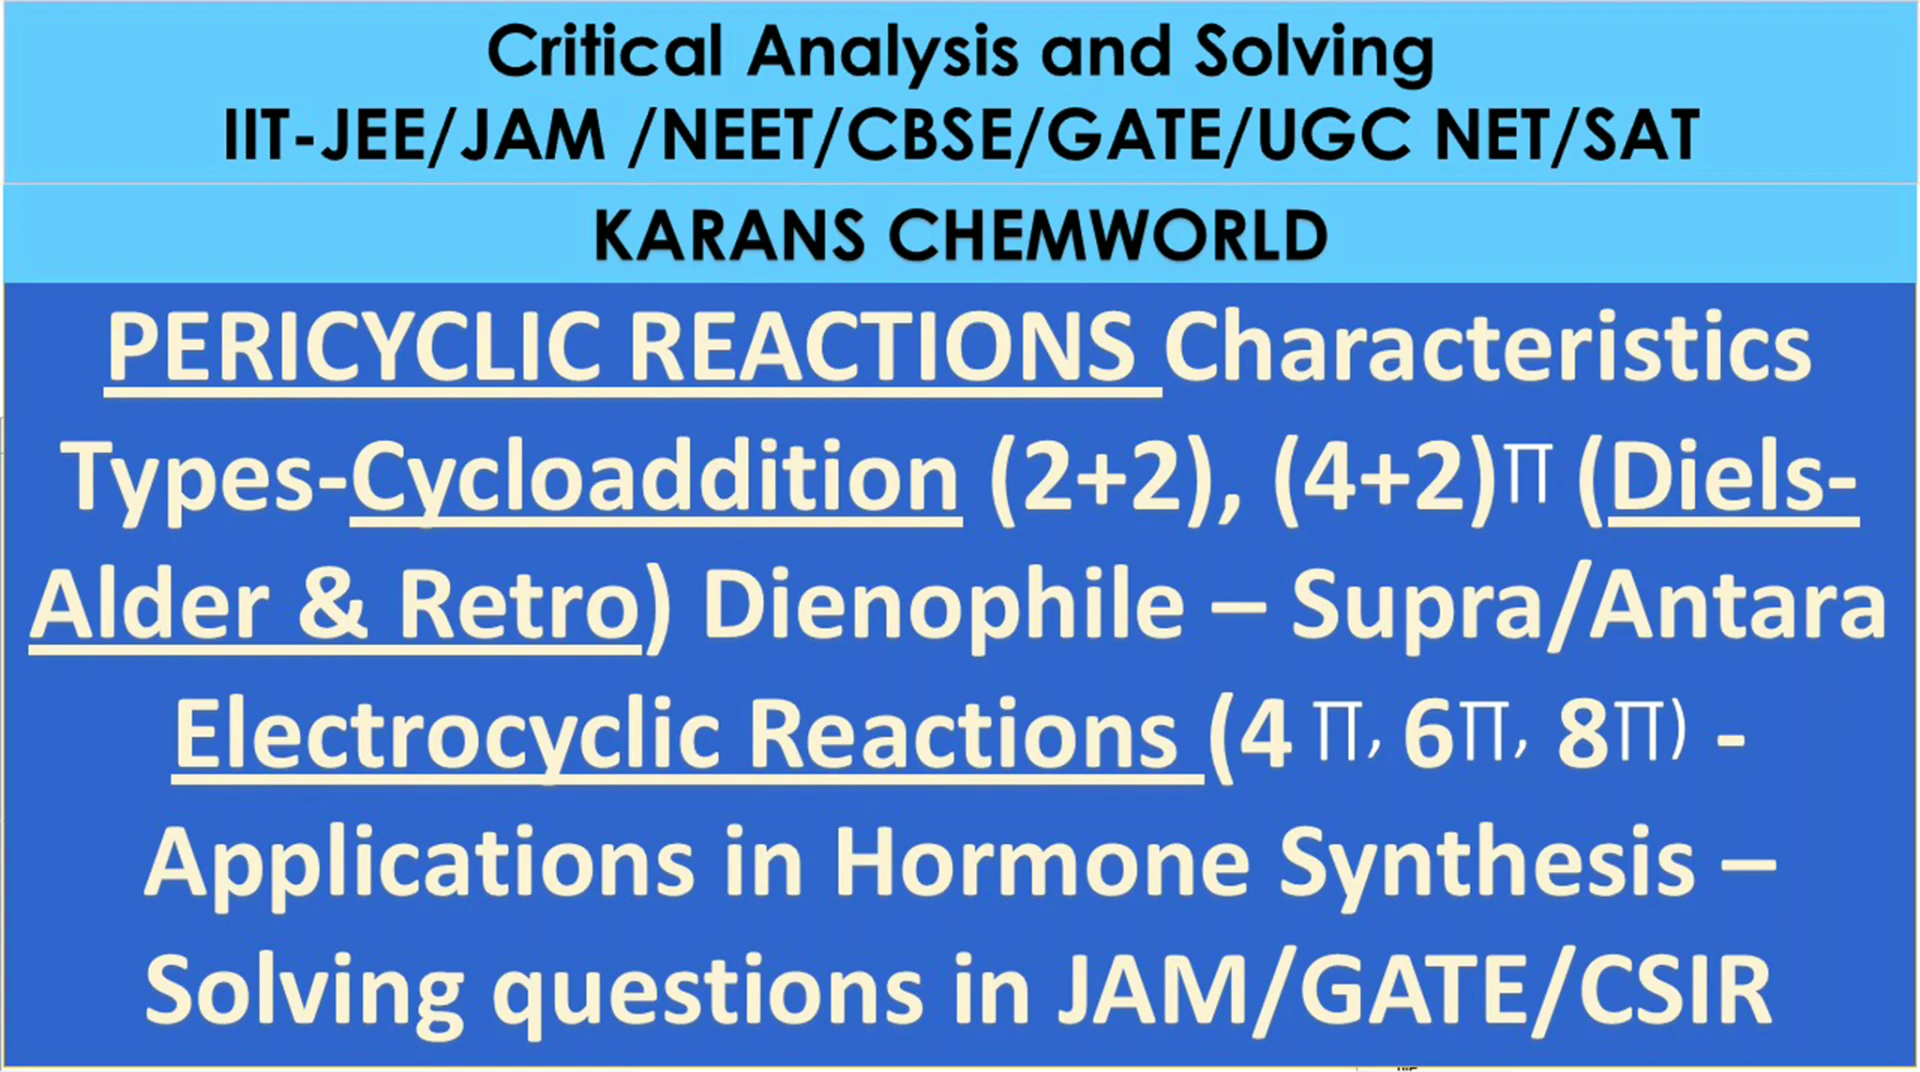 Critical Analysis and Solving
IIT-JEE/JAM /NEET/CBSE/GATE/UGC NET/SAT
KARANS CHEMWORLD
PERICYCLIC REACTIONS Characteristics
Types-Cycloaddition (2+2), (4+2)Π (Diels-
Alder & Retro) Dienophile – Supra/Antara
Electrocyclic Reactions (4 Π, 6Π, 8Π) -
Applications in Hormone Synthesis –
Solving questions in JAM/GATE/CSIR